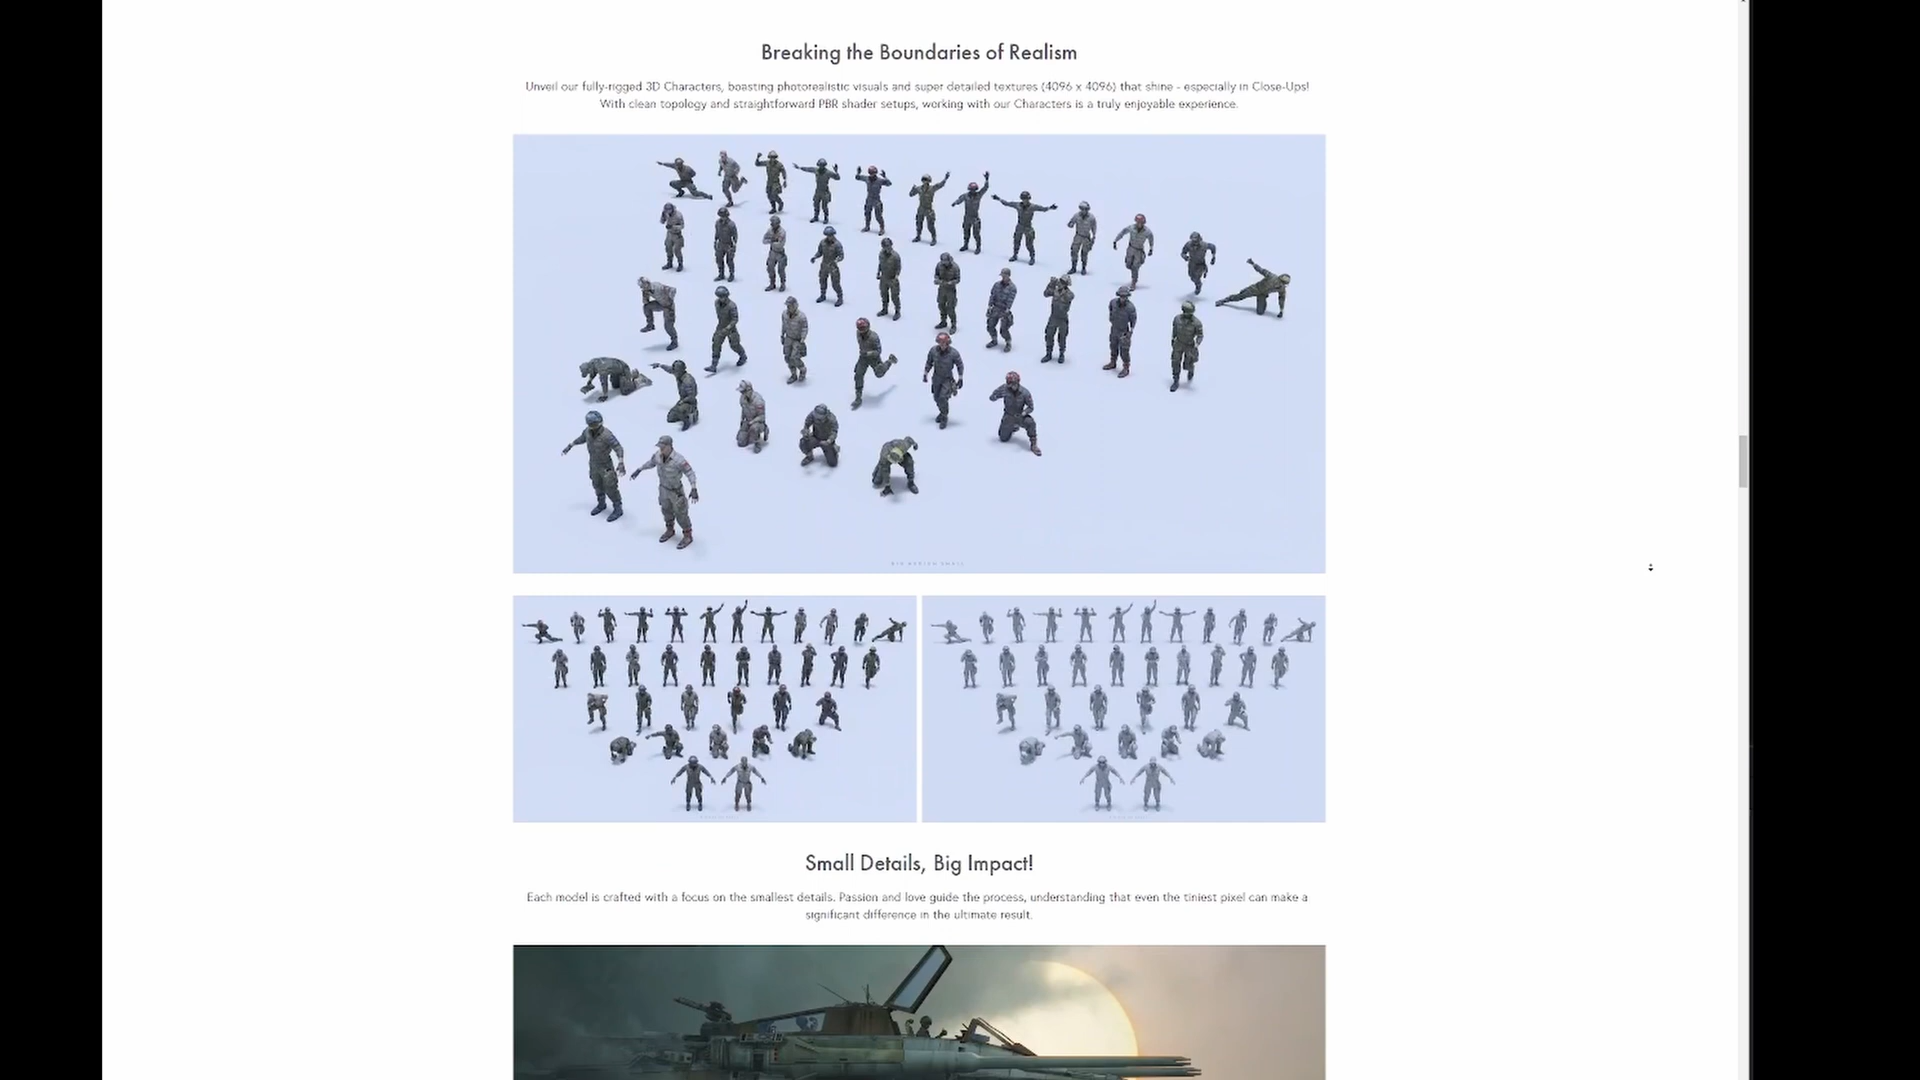 Breaking the Boundaries of Realism
Unveil our fully-rigged 3D Characters, boasting photorealistic visuals and super detailed textures (4096 x 4096) that shine - especially in Close-Ups!
With clean topology and straightforward PBR shader setups, working with our Characters is a truly enjoyable experience.
Small Details, Big Impact!
Each model is crafted with a focus on the smallest details. Passion and love guide the process, understanding that even the tiniest pixel can make a
significant difference in the ultimate result.